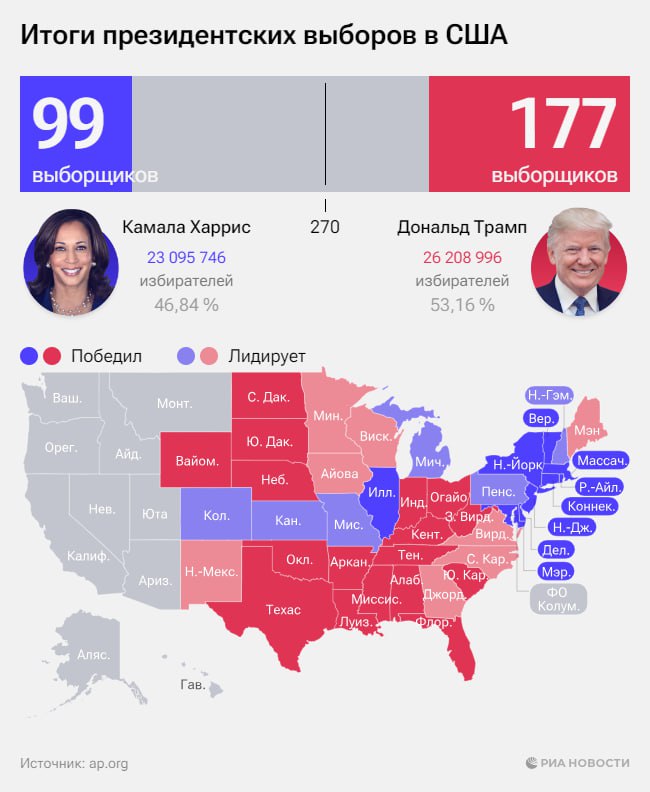 Итоги президентских выборов в США
99
выборщиков
177
выборщиков
270
Камала Харрис
23 095 746
избирателей
46,84 %
Дональд Трамп
26 208 996
избирателей
53,16 %
Победил
Лидирует
Ваш.
Монт.
С. Дак.
Мин.
Н.-Гэм.
Вер.
Мэн
Орег.
Айд.
Вайом.
Ю. Дак.
Виск.
Мич.
Н.-Йорк
Массач.
Неб.
Айова
Илл.
Инд.
Огайо
Пенс.
Р.-Айл.
Коннек.
Нев.
Юта
Кол.
Кан.
Мис.
З. Вирд.
Вирд.
Н.-Дж.
Кент.
Дел.
Калиф.
Ариз.
Н.-Мекс.
Окл.
Аркан.
Тен.
С. Кар.
Мэр.
Ю. Кар.
Алаб.
Джорд.
ФО
Колум.
Техас
Миссис.
Луиз.
Флор.
Аляс.
Гав.
Источник: ap.org
РИА НОВОСТИ